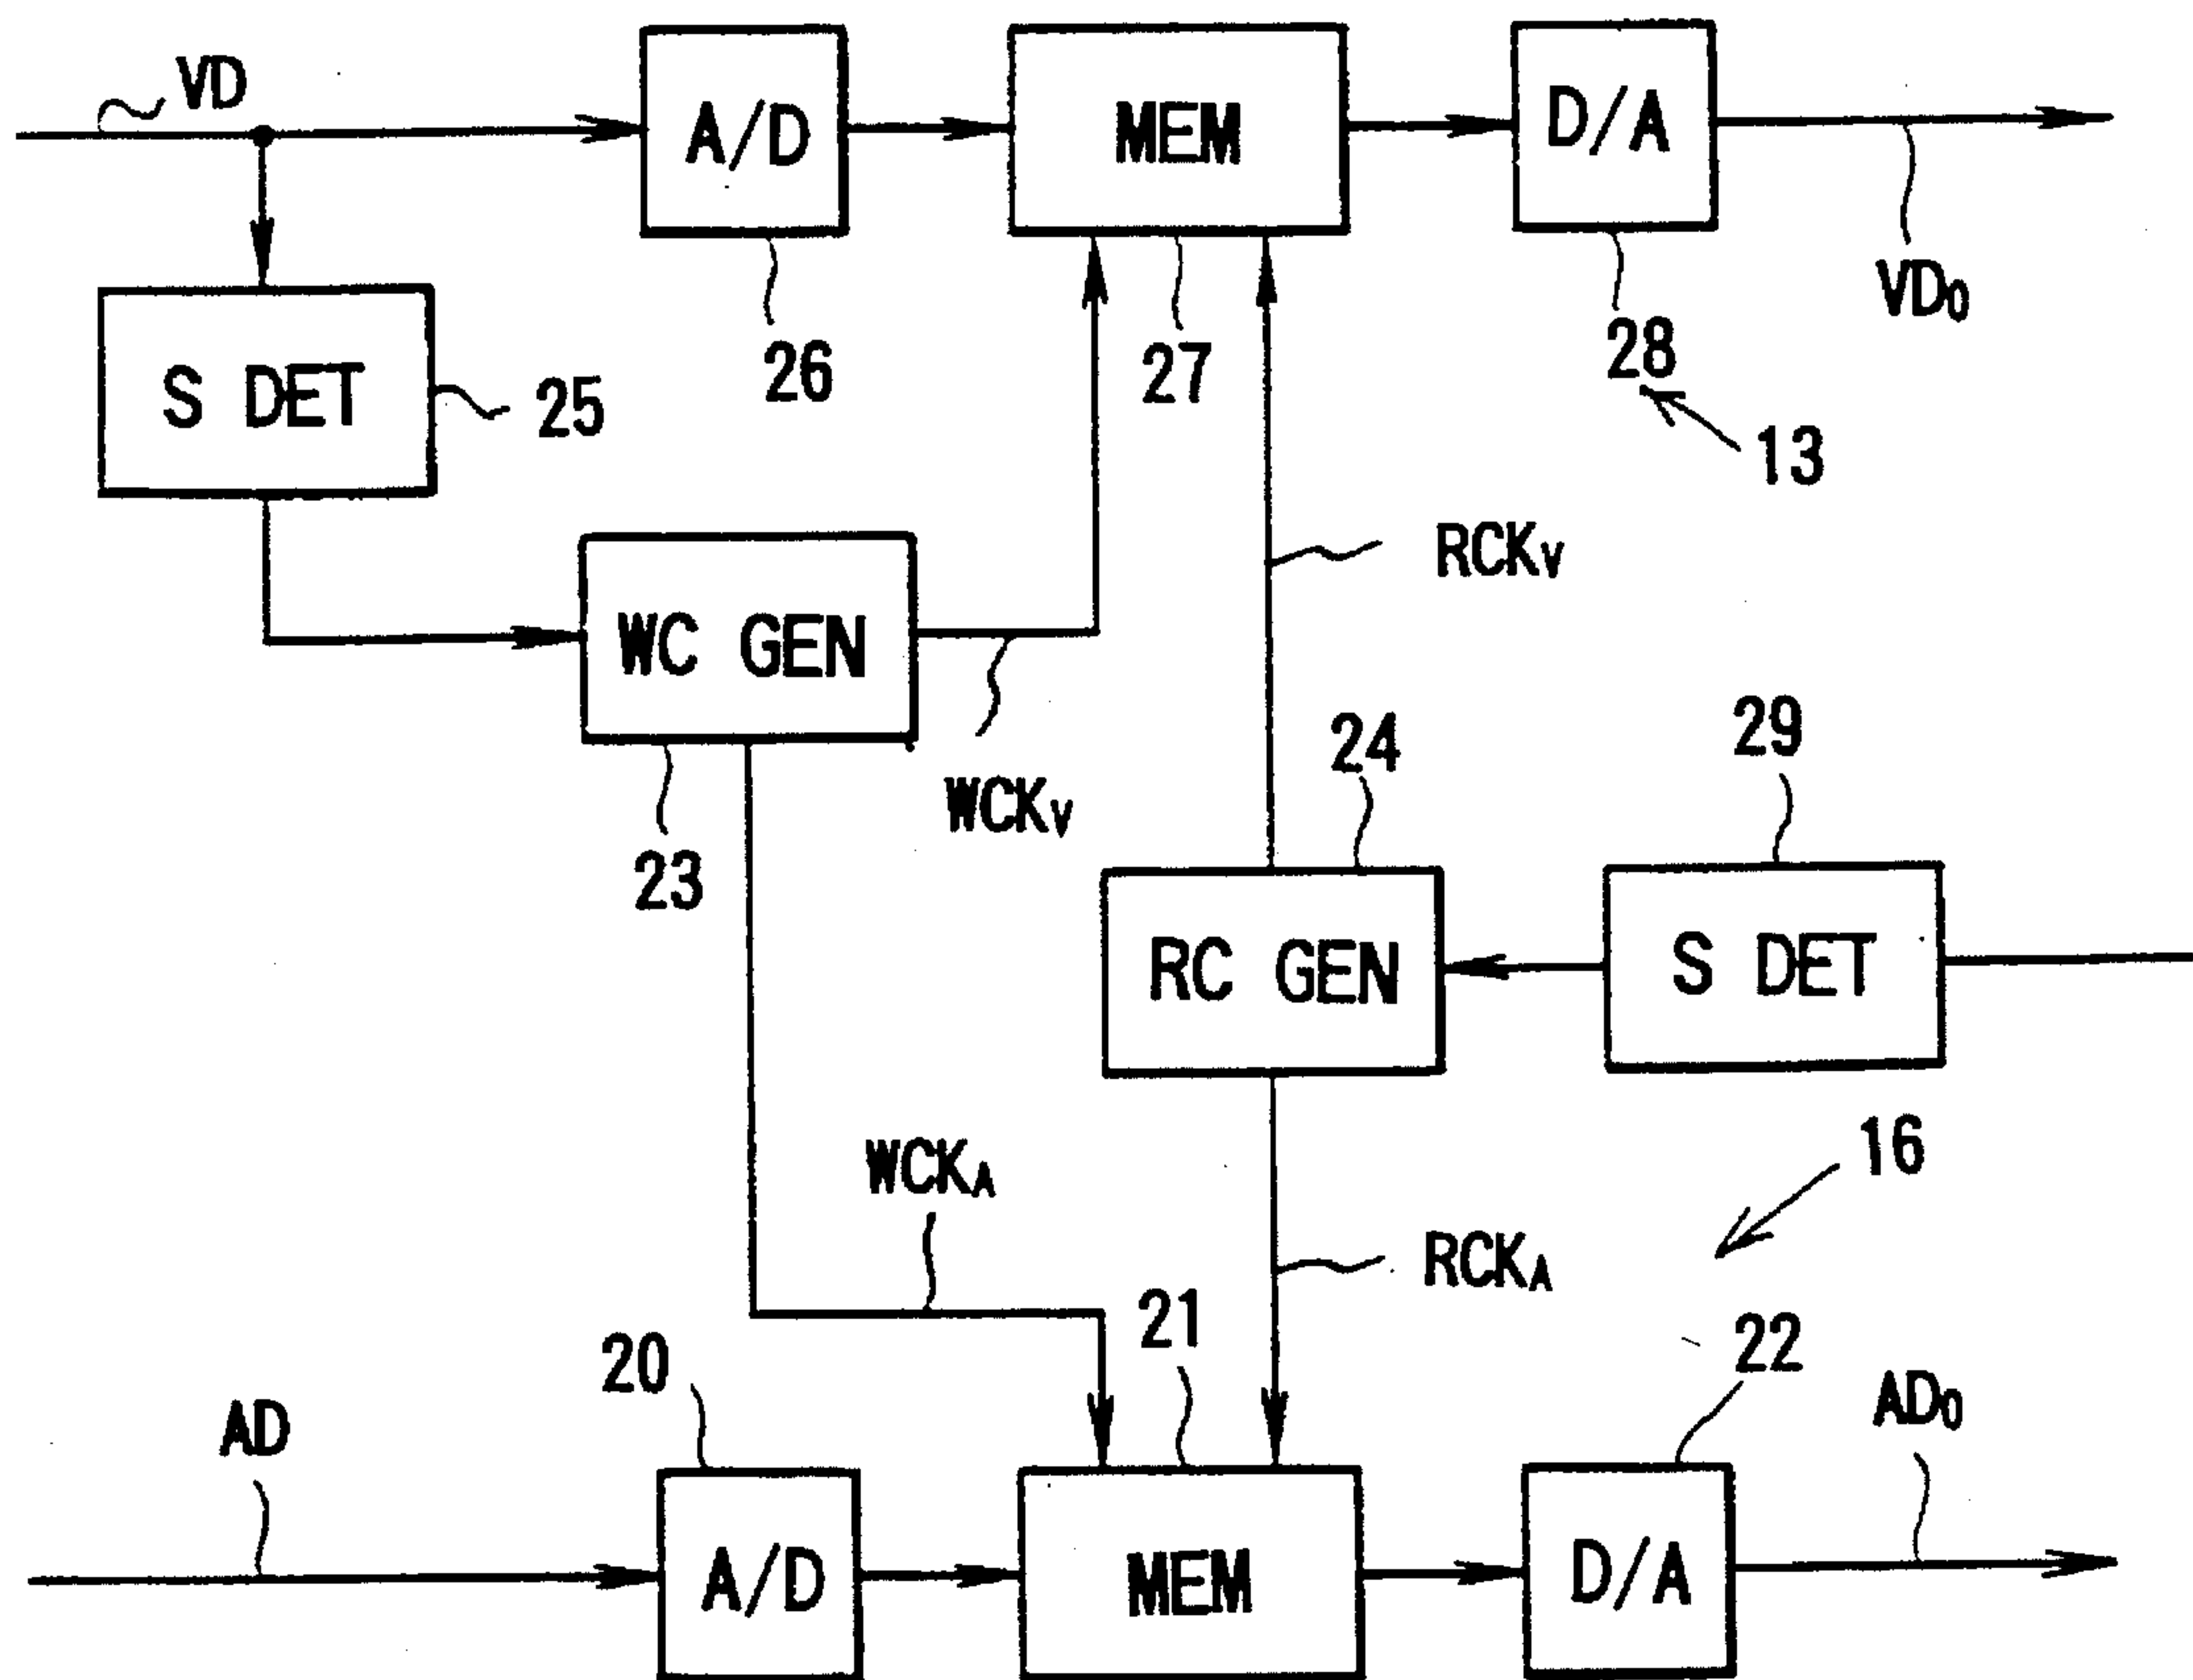 VD
A/D
MEM
D/A
VD₀
26
27
28
S DET
25
13
RCKV
WC GEN
29
24
WCKV
23
RC GEN
S DET
16
WCKA
RCKA
21
22
20
AD₀
AD
A/D
MEM
D/A